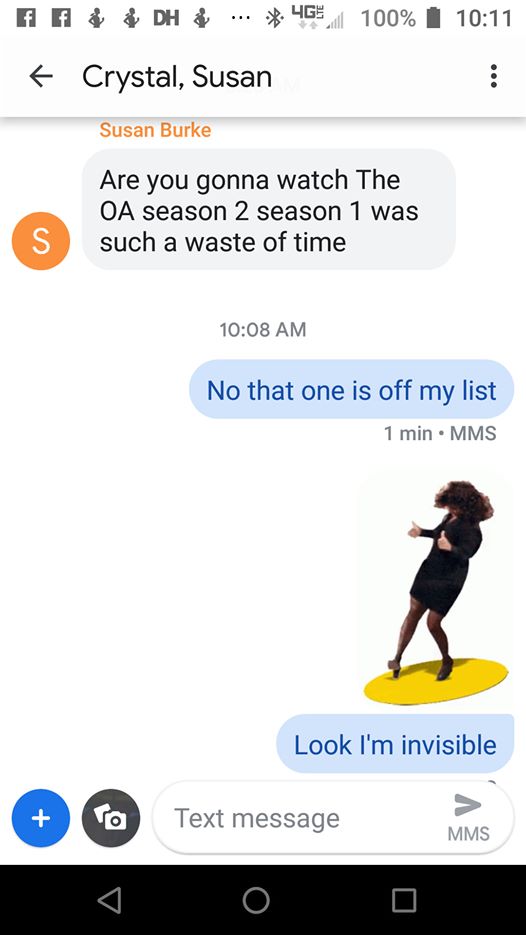 DH ... 4G LTE 100% 10:11
Crystal, Susan
Susan Burke
Are you gonna watch The
OA season 2 season 1 was
such a waste of time
S
10:08 AM
No that one is off my list
1 min • MMS
Look I'm invisible
Text message
MMS